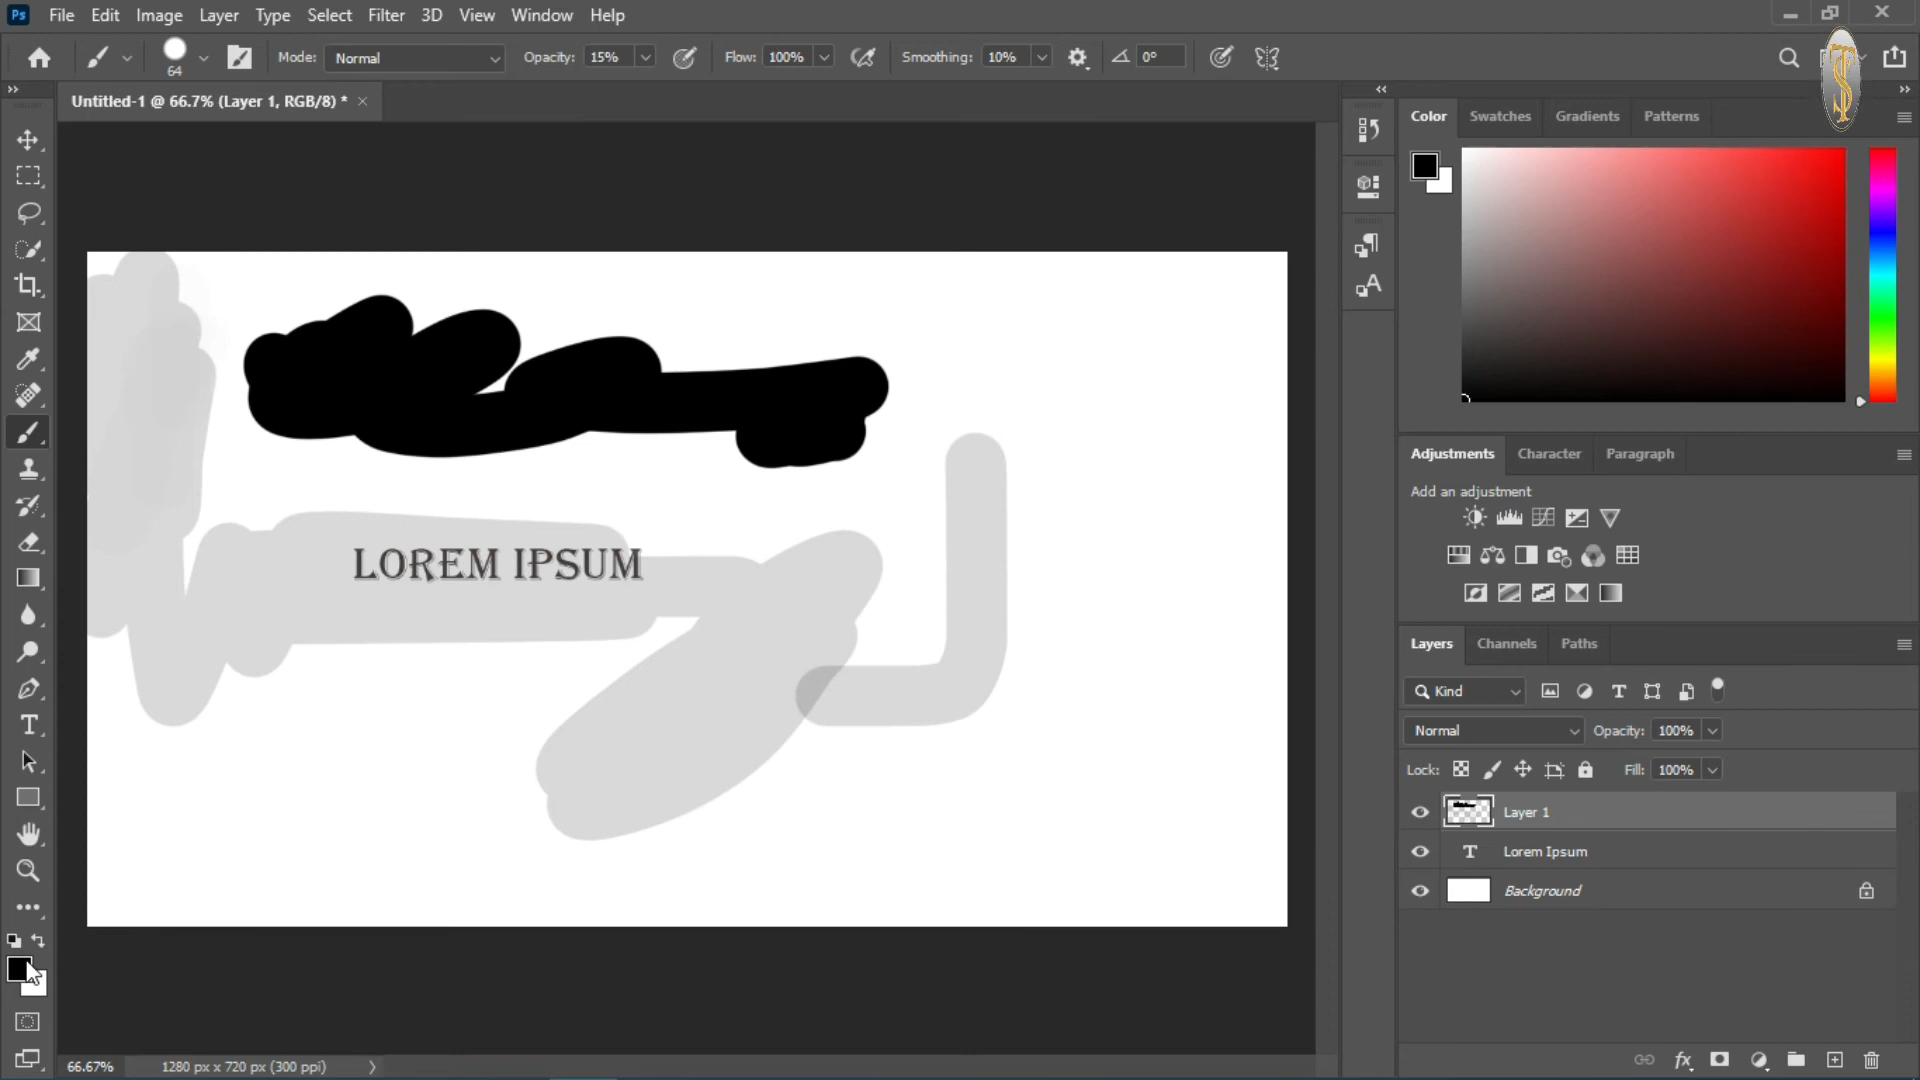 Ps File Edit Image Layer Type Select Filter 3D View Window Help
64 Mode: Normal Opacity: 15% Flow: 100% Smoothing: 10% 0°
Untitled-1 @ 66.7% (Layer 1, RGB/8) *
Color Swatches Gradients Patterns
LOREM IPSUM
Adjustments Character Paragraph
Add an adjustment
Layers Channels Paths
Kind
Normal Opacity: 100%
Lock: Fill: 100%
Layer 1
Lorem Ipsum
Background
66.67% 1280 px x 720 px (300 ppi)
fx